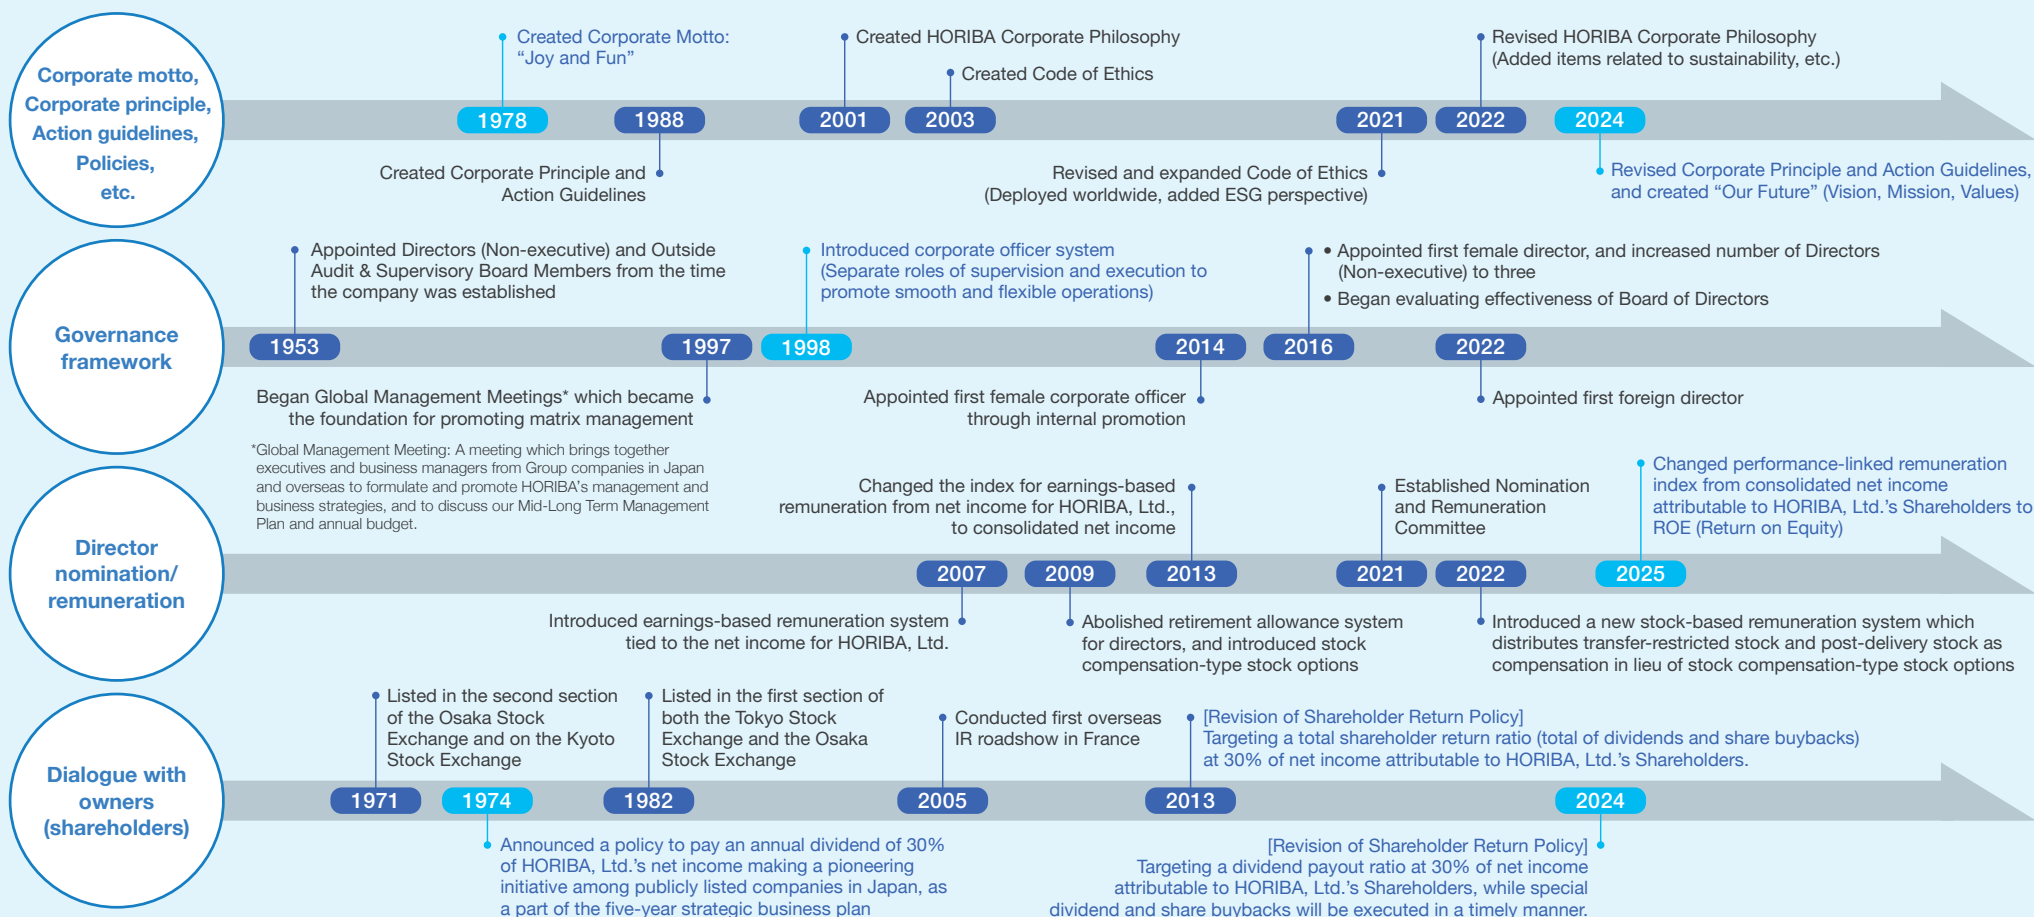 Corporate motto,
Corporate principle,
Action guidelines,
Policies,
etc.
Created Corporate Motto:
“Joy and Fun”
Created HORIBA Corporate Philosophy
Created Code of Ethics
Revised HORIBA Corporate Philosophy
(Added items related to sustainability, etc.)
1978
1988
2001
2003
2021
2022
2024
Created Corporate Principle and
Action Guidelines
Revised and expanded Code of Ethics
(Deployed worldwide, added ESG perspective)
Revised Corporate Principle and Action Guidelines,
and created “Our Future” (Vision, Mission, Values)
Governance
framework
Appointed Directors (Non-executive) and Outside
Audit & Supervisory Board Members from the time
the company was established
Introduced corporate officer system
(Separate roles of supervision and execution to
promote smooth and flexible operations)
• Appointed first female director, and increased number of Directors
(Non-executive) to three
• Began evaluating effectiveness of Board of Directors
1953
1997
1998
2014
2016
2022
Began Global Management Meetings* which became
the foundation for promoting matrix management
Appointed first female corporate officer
through internal promotion
Appointed first foreign director
*Global Management Meeting: A meeting which brings together
executives and business managers from Group companies in Japan
and overseas to formulate and promote HORIBA’s management and
business strategies, and to discuss our Mid-Long Term Management
Plan and annual budget.
Director
nomination/
remuneration
Changed the index for earnings-based
remuneration from net income for HORIBA, Ltd.,
to consolidated net income
Established Nomination
and Remuneration
Committee
Changed performance-linked remuneration
index from consolidated net income
attributable to HORIBA, Ltd.’s Shareholders to
ROE (Return on Equity)
2007
2009
2013
2021
2022
2025
Introduced earnings-based remuneration system
tied to the net income for HORIBA, Ltd.
Abolished retirement allowance system
for directors, and introduced stock
compensation-type stock options
Introduced a new stock-based remuneration system which
distributes transfer-restricted stock and post-delivery stock as
compensation in lieu of stock compensation-type stock options
Dialogue with
owners
(shareholders)
Listed in the second section
of the Osaka Stock
Exchange and on the Kyoto
Stock Exchange
Listed in the first section of
both the Tokyo Stock
Exchange and the Osaka
Stock Exchange
Conducted first overseas
IR roadshow in France
[Revision of Shareholder Return Policy]
Targeting a total shareholder return ratio (total of dividends and share buybacks)
at 30% of net income attributable to HORIBA, Ltd.’s Shareholders.
1971
1974
1982
2005
2013
2024
Announced a policy to pay an annual dividend of 30%
of HORIBA, Ltd.’s net income making a pioneering
initiative among publicly listed companies in Japan, as
a part of the five-year strategic business plan
[Revision of Shareholder Return Policy]
Targeting a dividend payout ratio at 30% of net income
attributable to HORIBA, Ltd.’s Shareholders, while special
dividend and share buybacks will be executed in a timely manner.